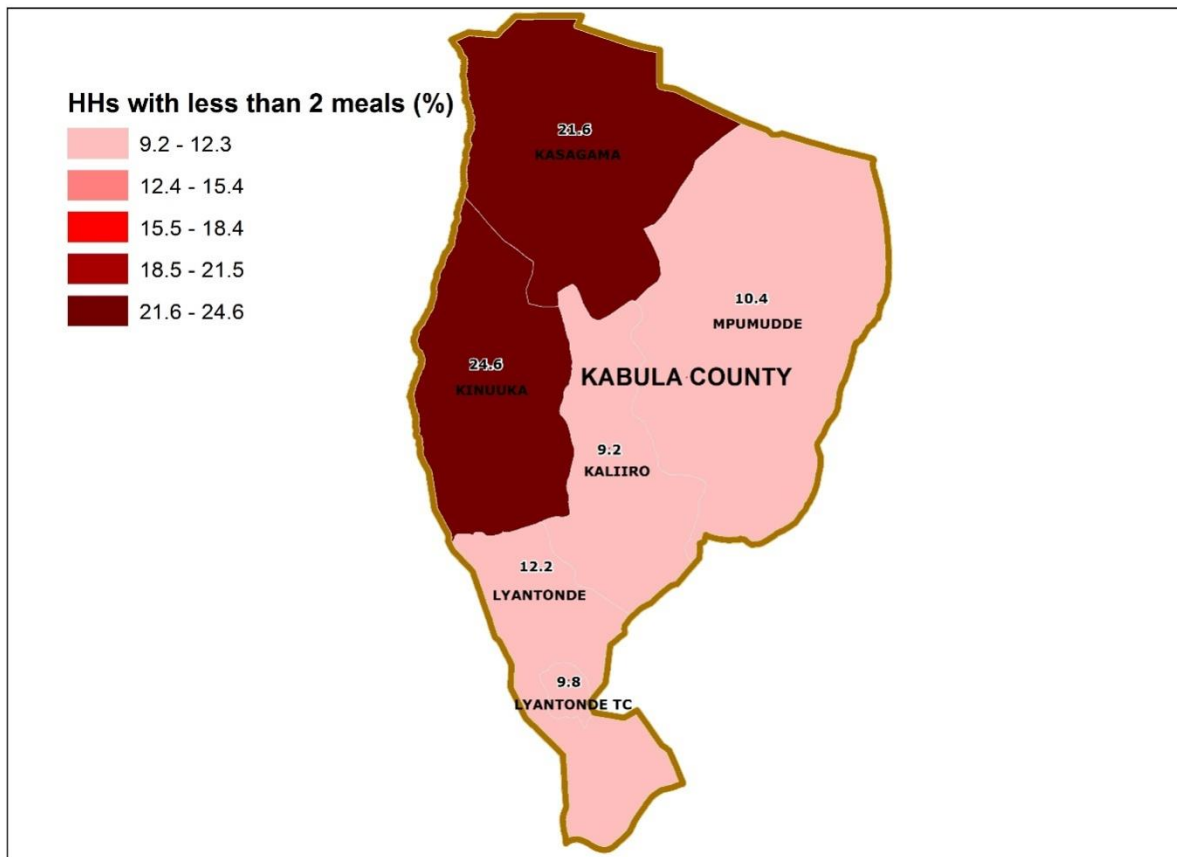 HHs with less than 2 meals (%)
9.2 - 12.3
12.4 - 15.4
15.5 - 18.4
18.5 - 21.5
21.6 - 24.6
21.6
KASAGAMA
10.4
MPUMUDDE
24.6
KINUUKA
KABULA COUNTY
9.2
KALIIRO
12.2
LYANTONDE
9.8
LYANTONDE TC